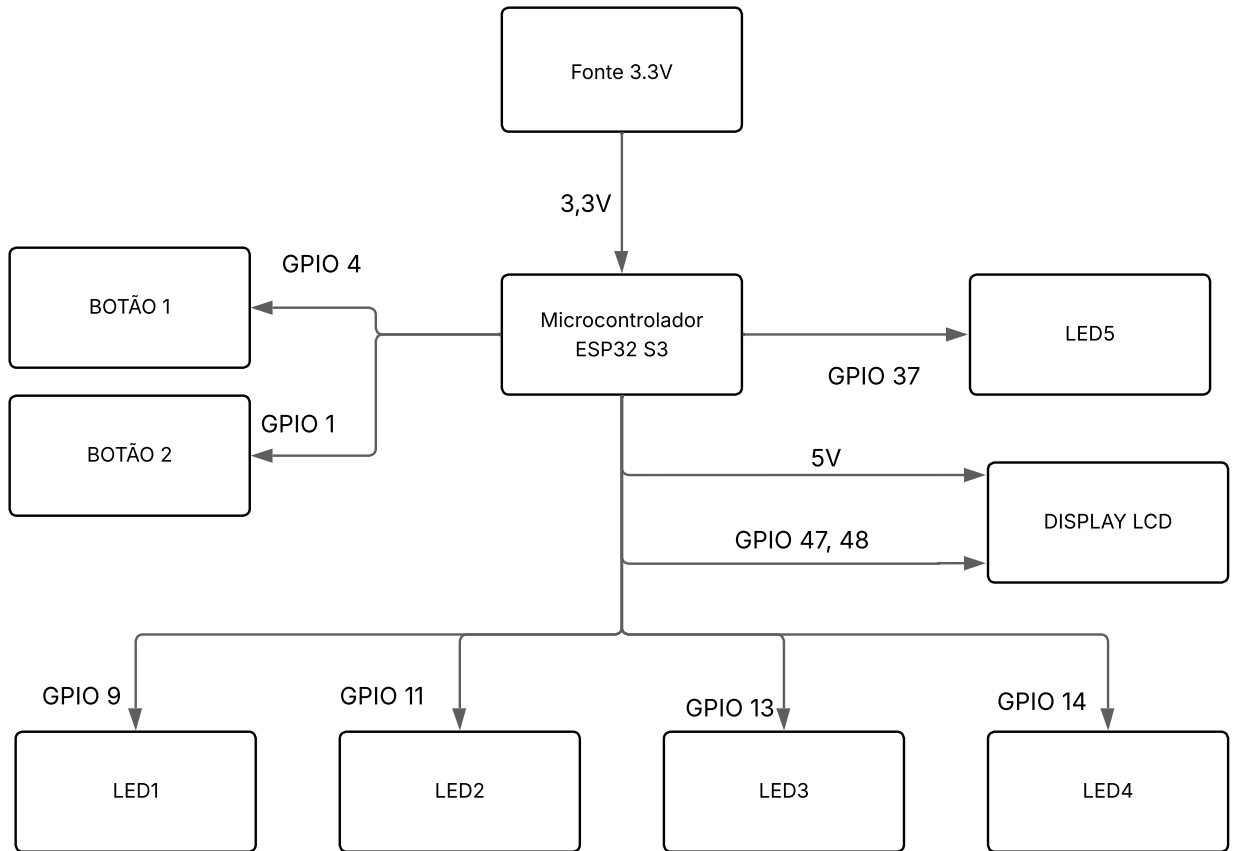 Fonte 3.3V
3,3V
GPIO 4
BOTÃO 1
Microcontrolador
ESP32 S3
LED5
GPIO 37
GPIO 1
BOTÃO 2
5V
DISPLAY LCD
GPIO 47, 48
GPIO 9
GPIO 11
GPIO 13
GPIO 14
LED1
LED2
LED3
LED4